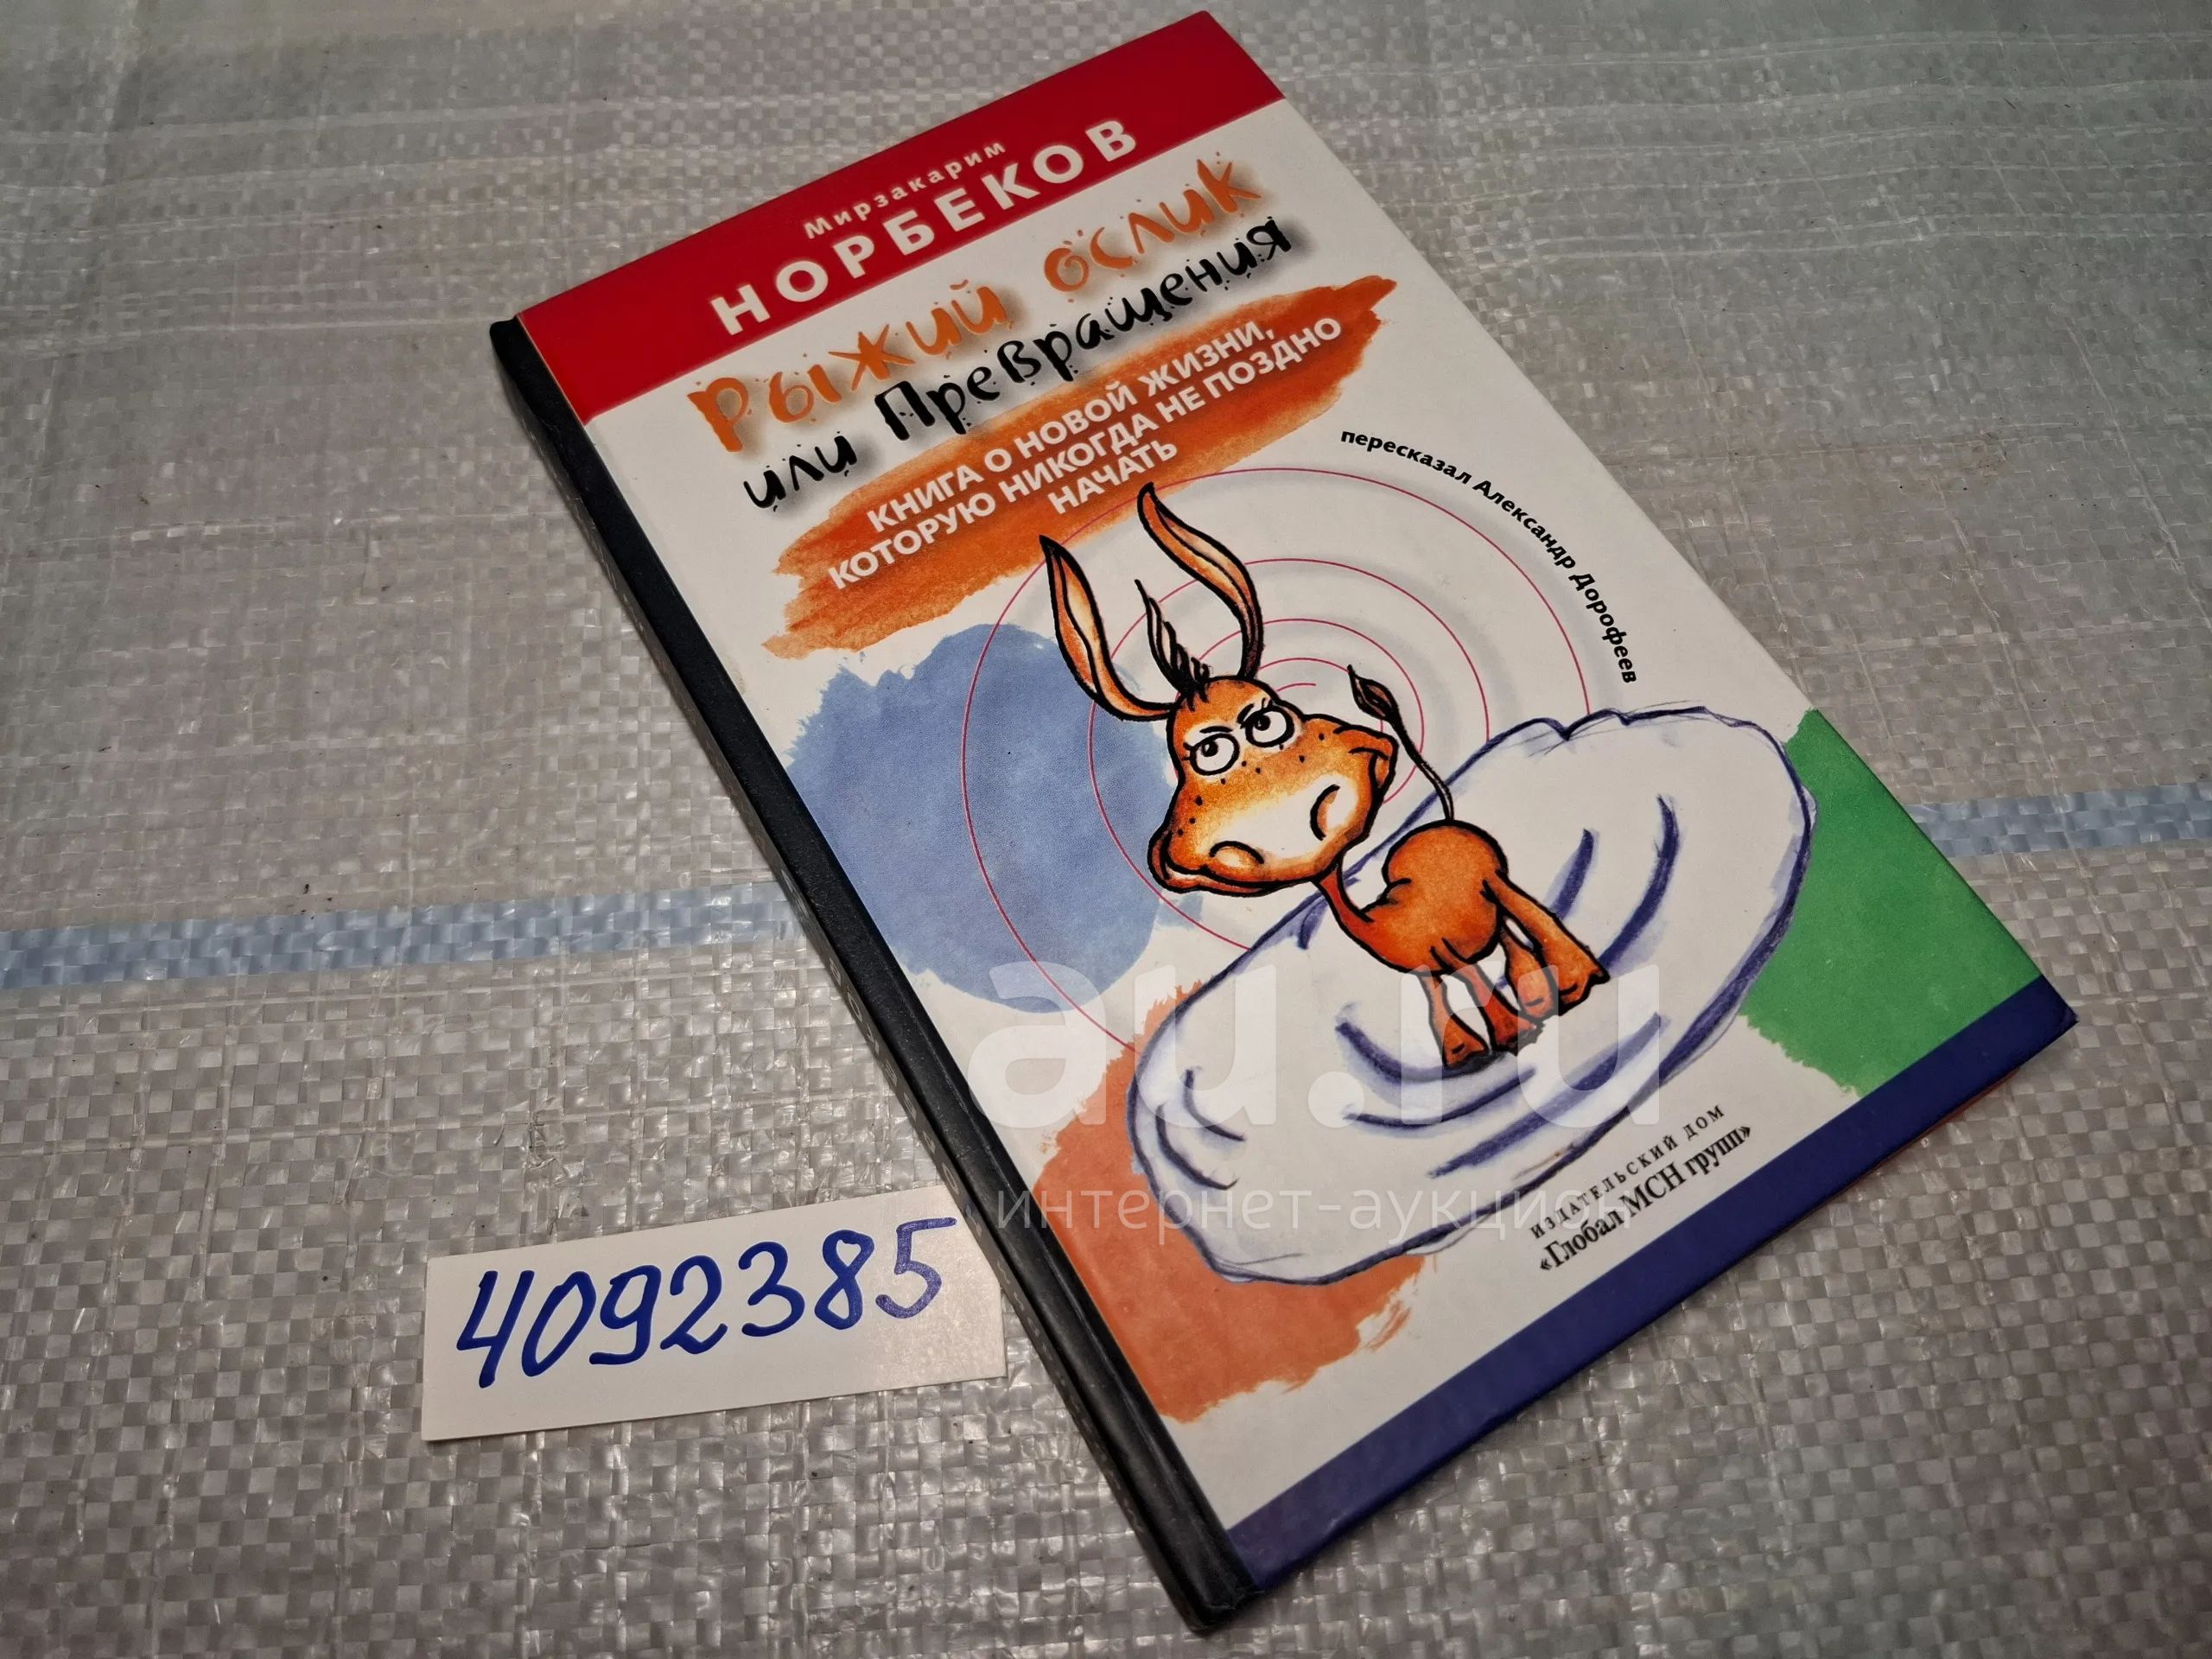 Мирзакарим
НОРБЕКОВ
Рыжий ослик
или Превращения
КНИГА О НОВОЙ ЖИЗНИ,
КОТОРУЮ НИКОГДА НЕ ПОЗДНО
НАЧАТЬ
пересказал Александр Дорофеев
au.ru
интернет-аукцион
ИЗДАТЕЛЬСКИЙ ДОМ
«Глобал МСН групп»
4092385